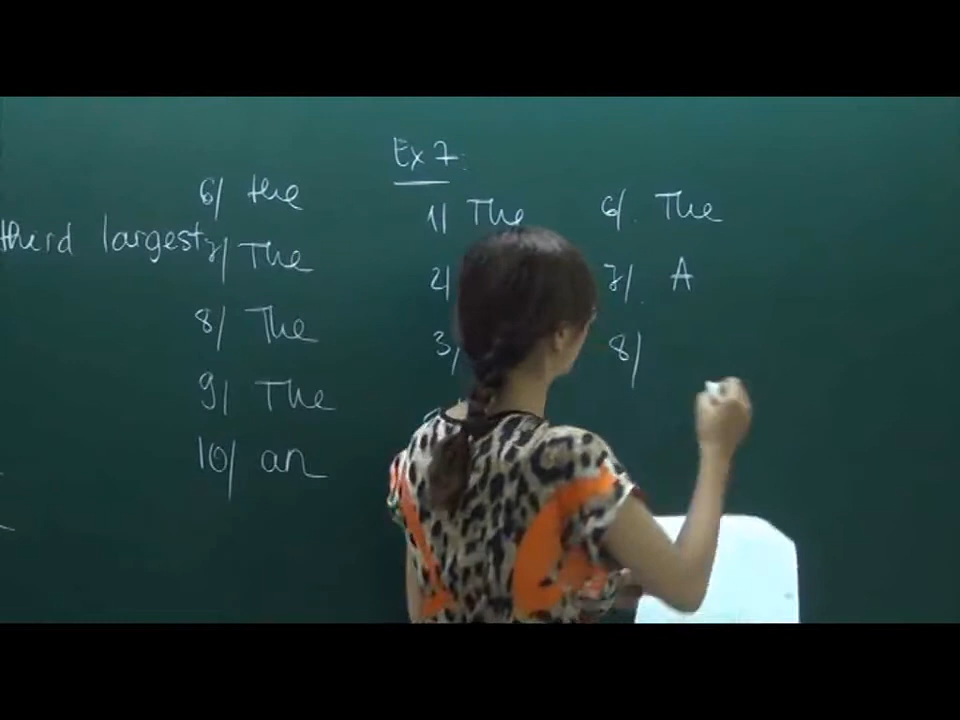 third largest
6/ the
7/ The
8/ The
9/ The
10/ an
Ex 7:
1/ The
2/
3/
6/. The
7/. A
8/